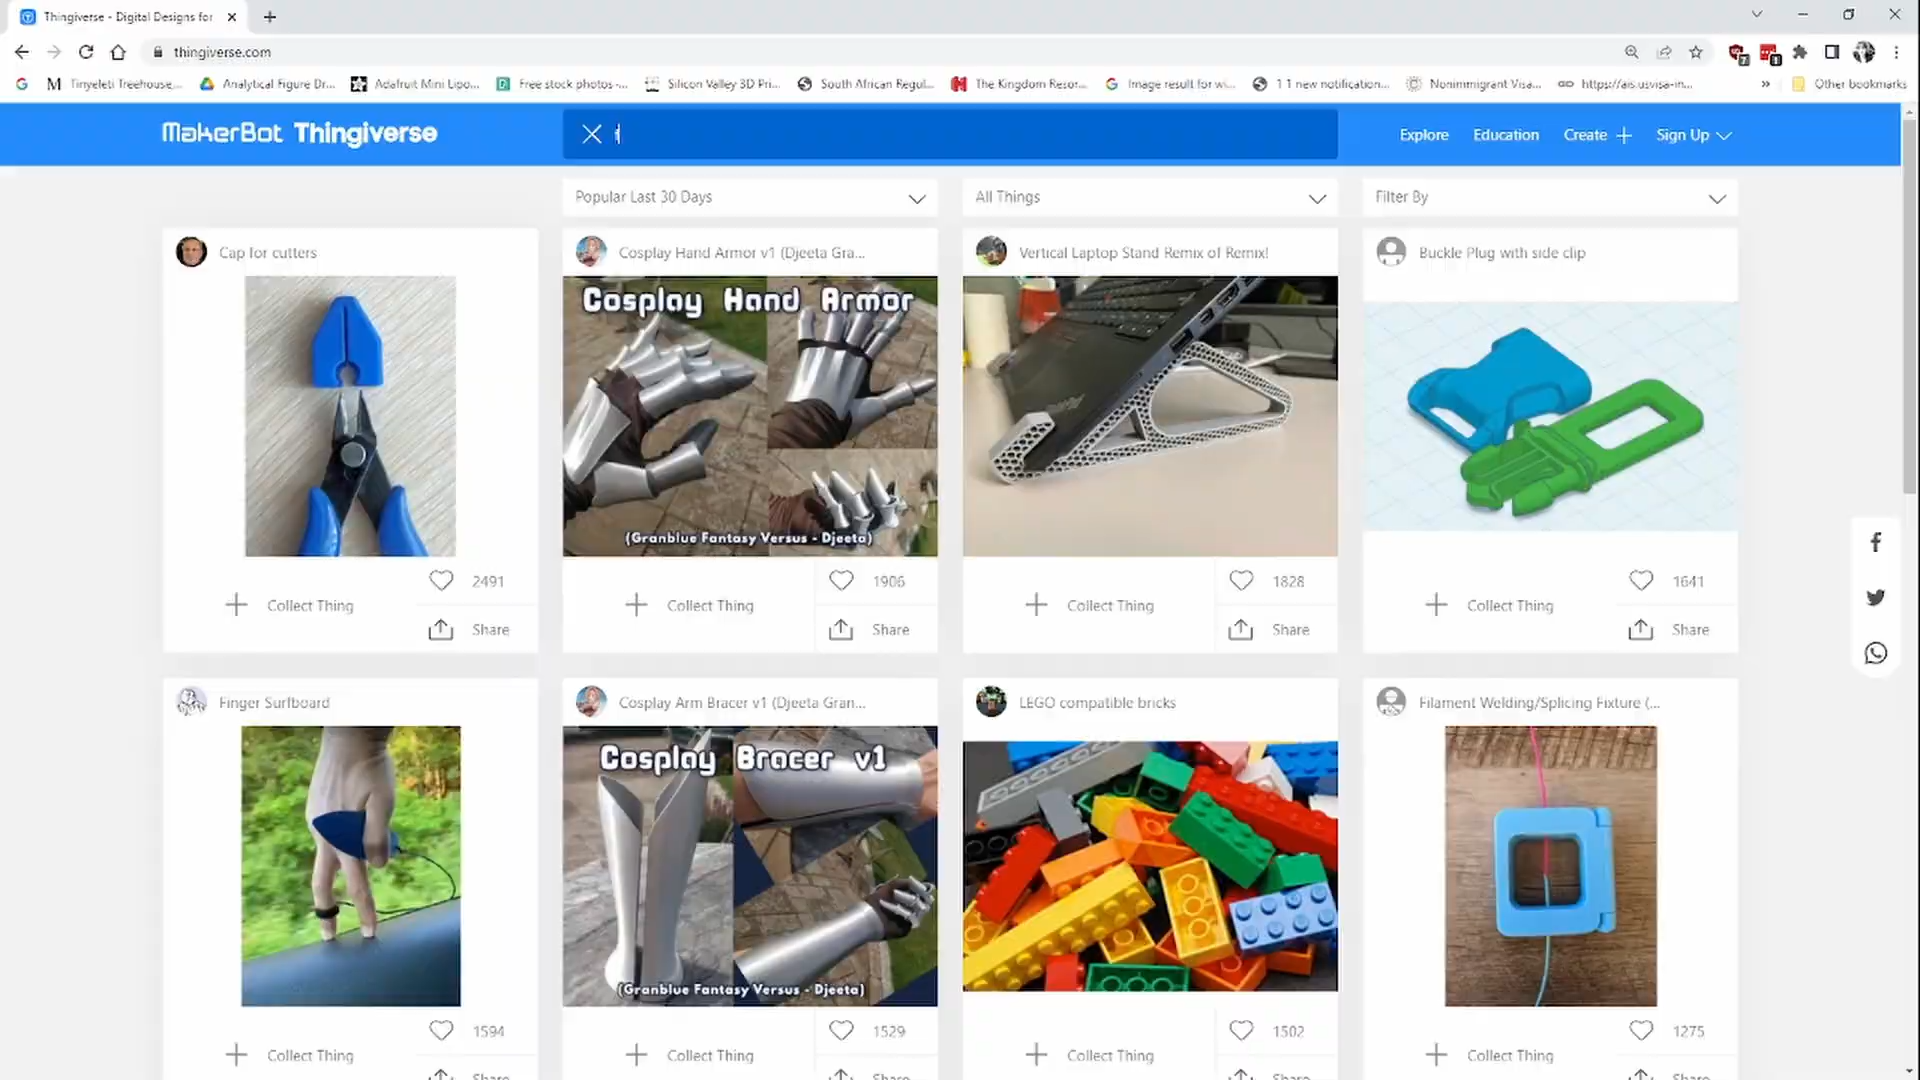 Thingiverse - Digital Designs for
thingiverse.com
Tinyeleti Treehouse...
Analytical Figure Dr...
Adafruit Mini Lipo...
Free stock photos -...
Silicon Valley 3D Pri...
South African Regul...
The Kingdom Resor...
Image result for wi...
1 1 new notification...
Nonimmigrant Visa...
https://ais.usvisa-in...
»
Other bookmarks
MakerBot Thingiverse
Explore
Education
Create
Sign Up
Popular Last 30 Days
All Things
Filter By
Cap for cutters
Cosplay Hand Armor v1 (Djeeta Gra...
Vertical Laptop Stand Remix of Remix!
Buckle Plug with side clip
Cosplay Hand Armor
(Granblue Fantasy Versus - Djeeta)
2491
Collect Thing
Share
1906
Collect Thing
Share
1828
Collect Thing
Share
1641
Collect Thing
Share
Finger Surfboard
Cosplay Arm Bracer v1 (Djeeta Gran...
LEGO compatible bricks
Filament Welding/Splicing Fixture (...
Cosplay Bracer v1
(Granblue Fantasy Versus - Djeeta)
1594
Collect Thing
Share
1529
Collect Thing
Share
1502
Collect Thing
Share
1275
Collect Thing
Share